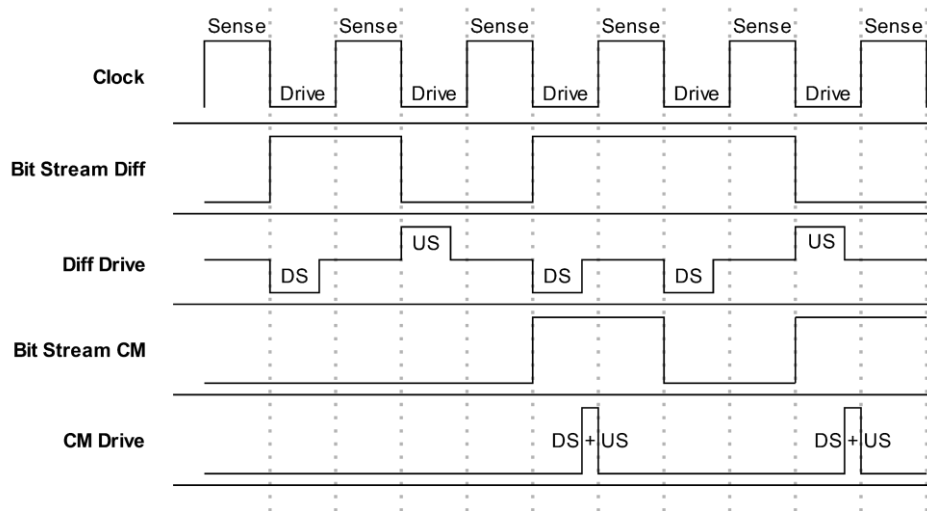 Sense Sense Sense Sense Sense Sense
Clock
Drive Drive Drive Drive Drive
Bit Stream Diff
US US
Diff Drive
DS DS DS
Bit Stream CM
CM Drive DS + US DS + US